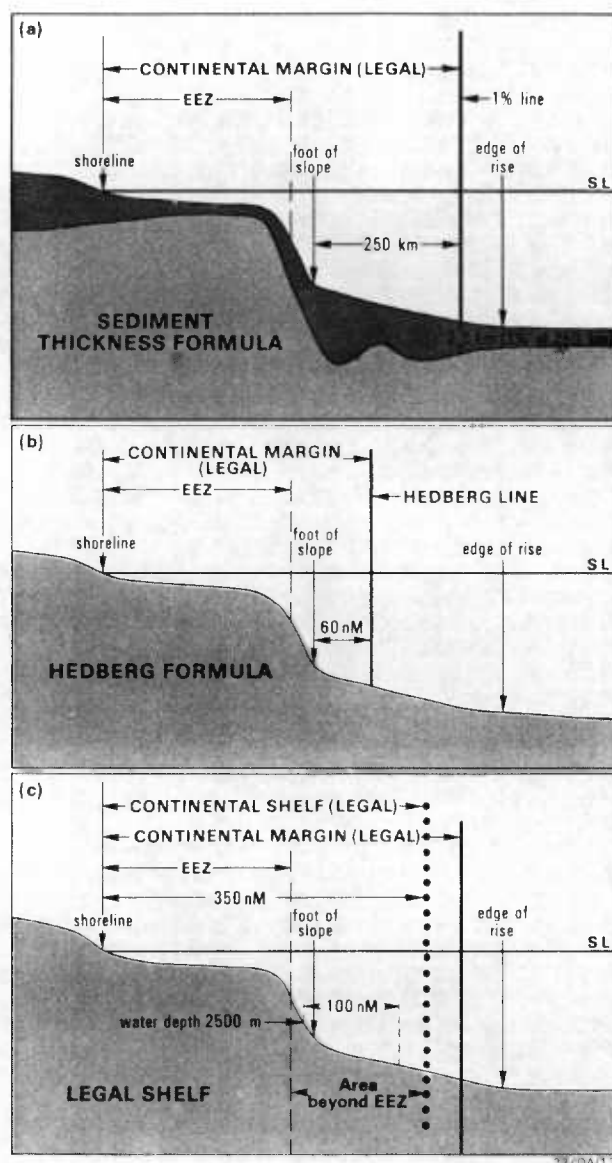 (a)
CONTINENTAL MARGIN (LEGAL)
EEZ
1% line
shoreline
foot of
slope
edge of
rise
SL
250 km
SEDIMENT
THICKNESS FORMULA
(b)
CONTINENTAL MARGIN
(LEGAL)
EEZ
HEDBERG LINE
shoreline
foot of
slope
edge of rise
SL
60 nM
HEDBERG FORMULA
(c)
CONTINENTAL SHELF (LEGAL)
CONTINENTAL MARGIN (LEGAL)
EEZ
350 nM
shoreline
foot of
slope
edge of
rise
SL
100 nM
water depth 2500 m
LEGAL SHELF
Area
beyond EEZ